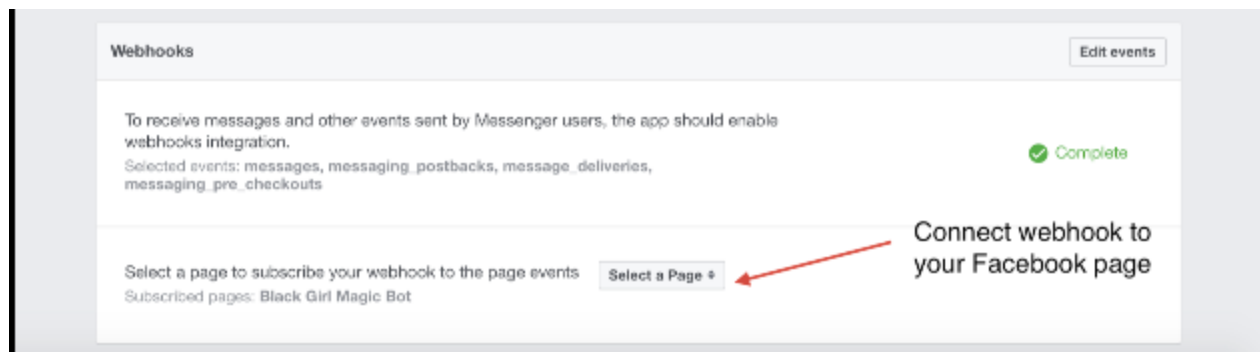 Webhooks
Edit events
To receive messages and other events sent by Messenger users, the app should enable
webhooks integration.
Selected events: messages, messaging_postbacks, message_deliveries,
messaging_pre_checkouts
Complete
Connect webhook to
your Facebook page
Select a page to subscribe your webhook to the page events
Select a Page
Subscribed pages: Black Girl Magic Bot